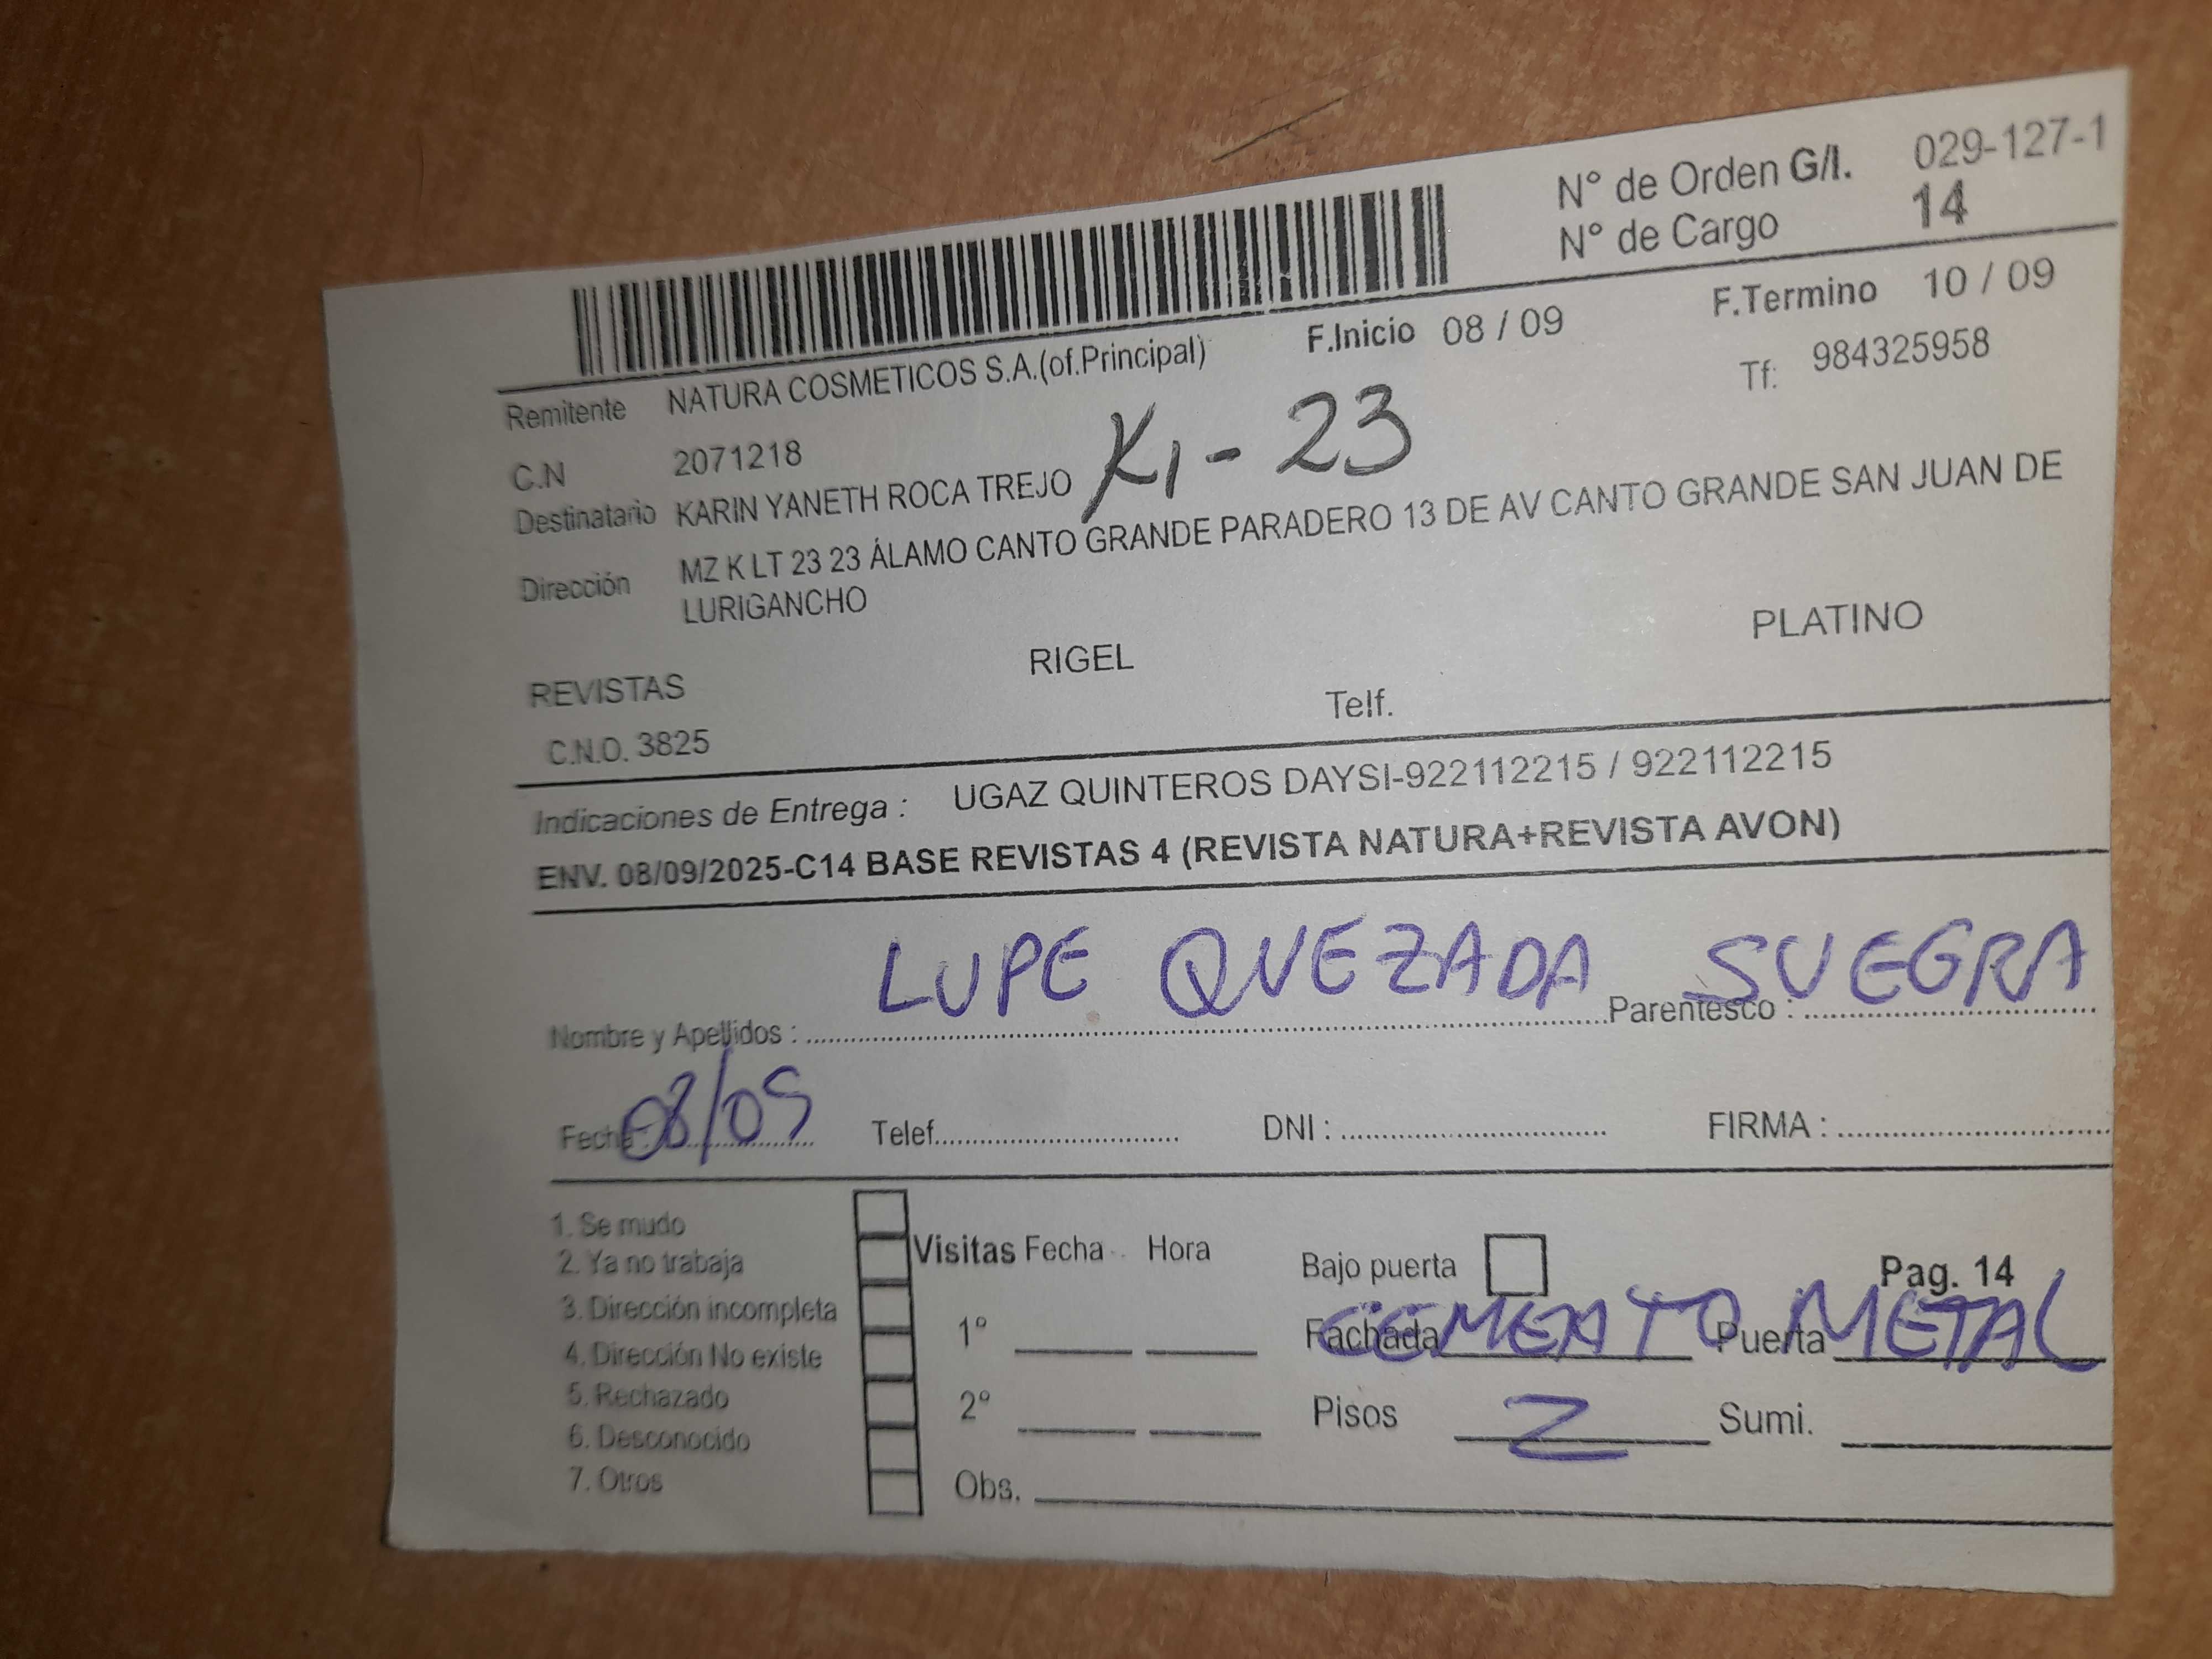 N° de Orden G/I. 029-127-1
N° de Cargo 14
F.Inicio 08 / 09 F.Termino 10 / 09
Remitente NATURA COSMETICOS S.A.(of.Principal) Tf: 984325958
C.N 2071218
K1-23
Destinatario KARIN YANETH ROCA TREJO
Dirección MZ K LT 23 23 ÁLAMO CANTO GRANDE PARADERO 13 DE AV CANTO GRANDE SAN JUAN DE
LURIGANCHO
REVISTAS RIGEL PLATINO
C.N.O. 3825 Telf.
Indicaciones de Entrega : UGAZ QUINTEROS DAYSI-922112215 / 922112215
ENV. 08/09/2025-C14 BASE REVISTAS 4 (REVISTA NATURA+REVISTA AVON)
Nombre y Apellidos : LUPE QUEZADA Parentesco : SUEGRA
Fecha : 08/09 Telef. DNI : FIRMA :
1. Se mudo
2. Ya no trabaja
3. Dirección incompleta
4. Dirección No existe
5. Rechazado
6. Desconocido
7. Otros
Visitas Fecha Hora
1°
2°
Obs.
Bajo puerta Pag. 14
Fachada CEMENTO Puerta METAL
Pisos 2 Sumi.